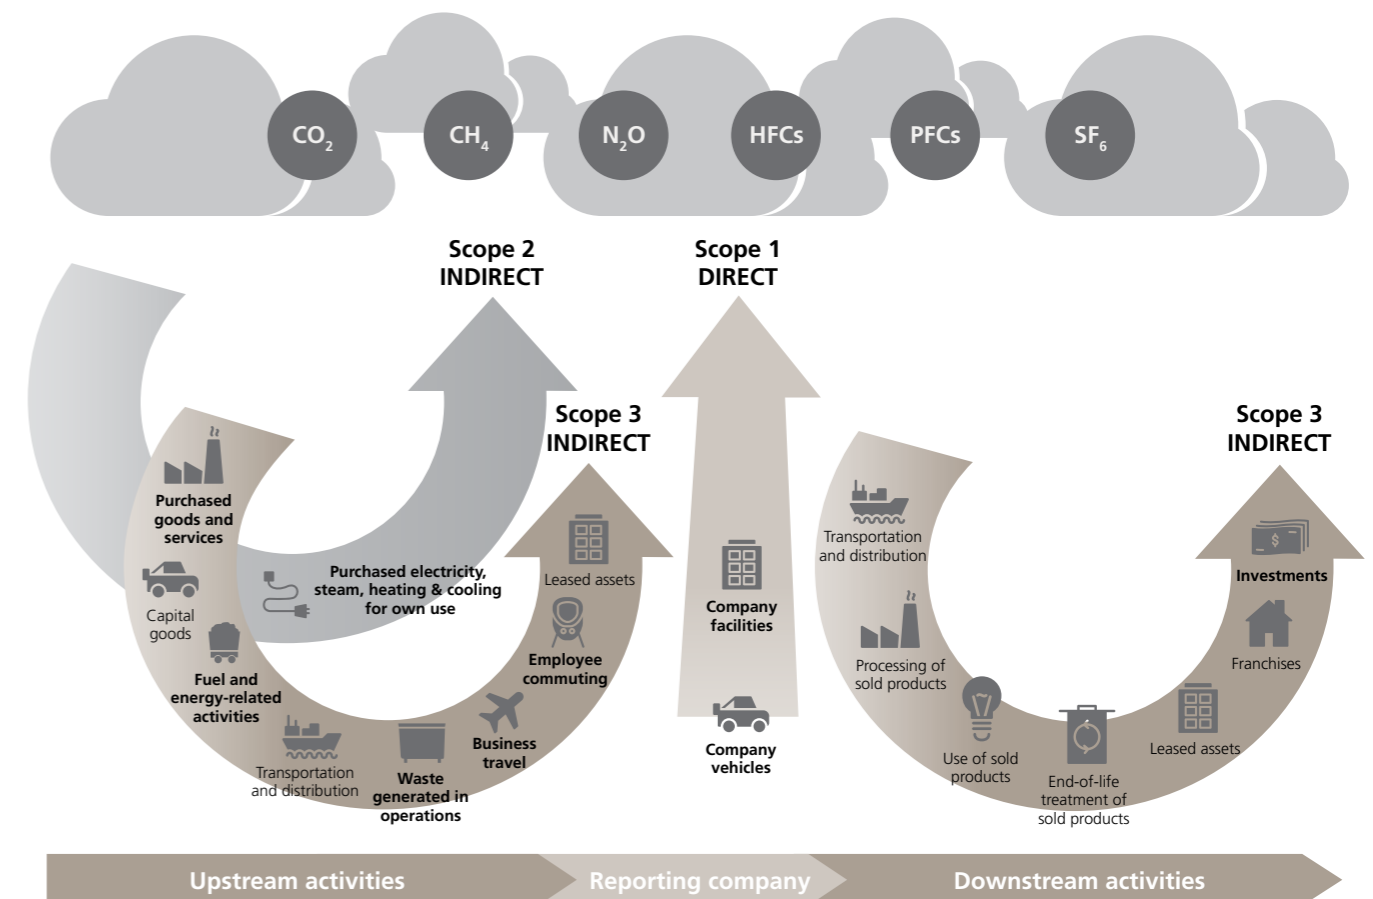 CO₂
CH₄
N₂O
HFCs
PFCs
SF₆
Scope 2
INDIRECT
Scope 1
DIRECT
Scope 3
INDIRECT
Scope 3
INDIRECT
Purchased
goods and
services
Capital
goods
Fuel and
energy-related
activities
Transportation
and distribution
Waste
generated in
operations
Business
travel
Employee
commuting
Leased assets
Purchased electricity,
steam, heating & cooling
for own use
Company
facilities
Company
vehicles
Transportation
and distribution
Processing of
sold products
Use of sold
products
End-of-life
treatment of
sold products
Leased assets
Franchises
$
Investments
Upstream activities
Reporting company
Downstream activities